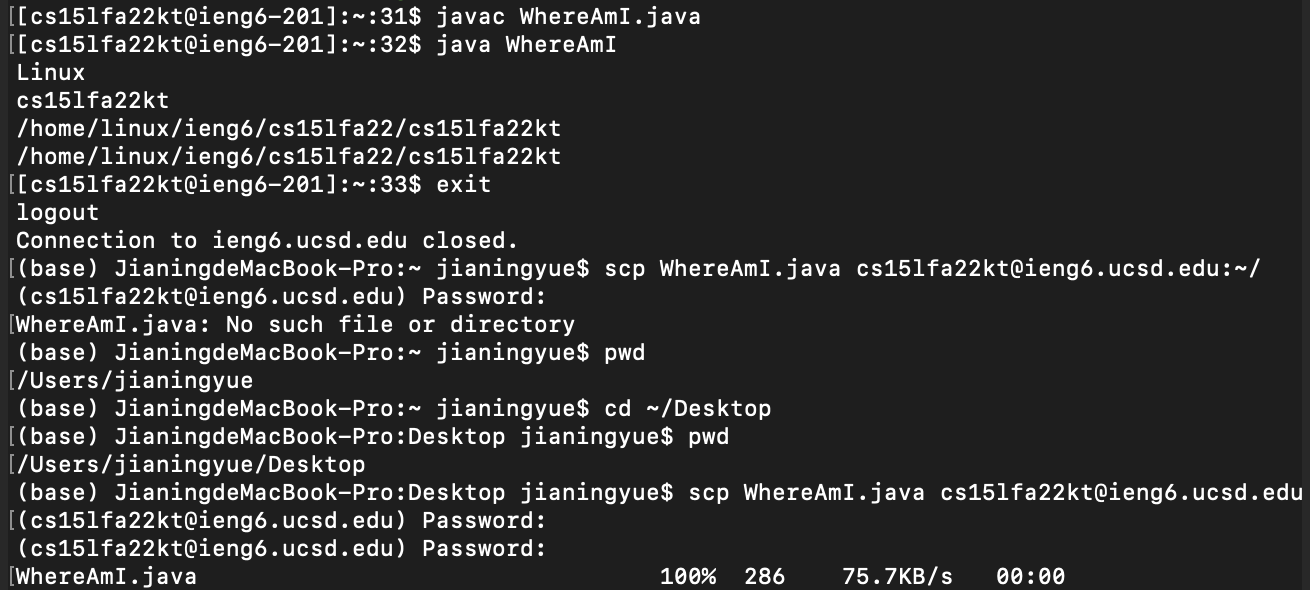 [[cs15lfa22kt@ieng6-201]:~:31$ javac WhereAmI.java
[[cs15lfa22kt@ieng6-201]:~:32$ java WhereAmI
Linux
cs15lfa22kt
/home/linux/ieng6/cs15lfa22/cs15lfa22kt
/home/linux/ieng6/cs15lfa22/cs15lfa22kt
[[cs15lfa22kt@ieng6-201]:~:33$ exit
logout
Connection to ieng6.ucsd.edu closed.
[(base) JianingdeMacBook-Pro:~ jianingyue$ scp WhereAmI.java cs15lfa22kt@ieng6.ucsd.edu:~/
(cs15lfa22kt@ieng6.ucsd.edu) Password:
[WhereAmI.java: No such file or directory
(base) JianingdeMacBook-Pro:~ jianingyue$ pwd
[/Users/jianingyue
(base) JianingdeMacBook-Pro:~ jianingyue$ cd ~/Desktop
[(base) JianingdeMacBook-Pro:Desktop jianingyue$ pwd
[/Users/jianingyue/Desktop
(base) JianingdeMacBook-Pro:Desktop jianingyue$ scp WhereAmI.java cs15lfa22kt@ieng6.ucsd.edu
[(cs15lfa22kt@ieng6.ucsd.edu) Password:
(cs15lfa22kt@ieng6.ucsd.edu) Password:
[WhereAmI.java 100% 286 75.7KB/s 00:00